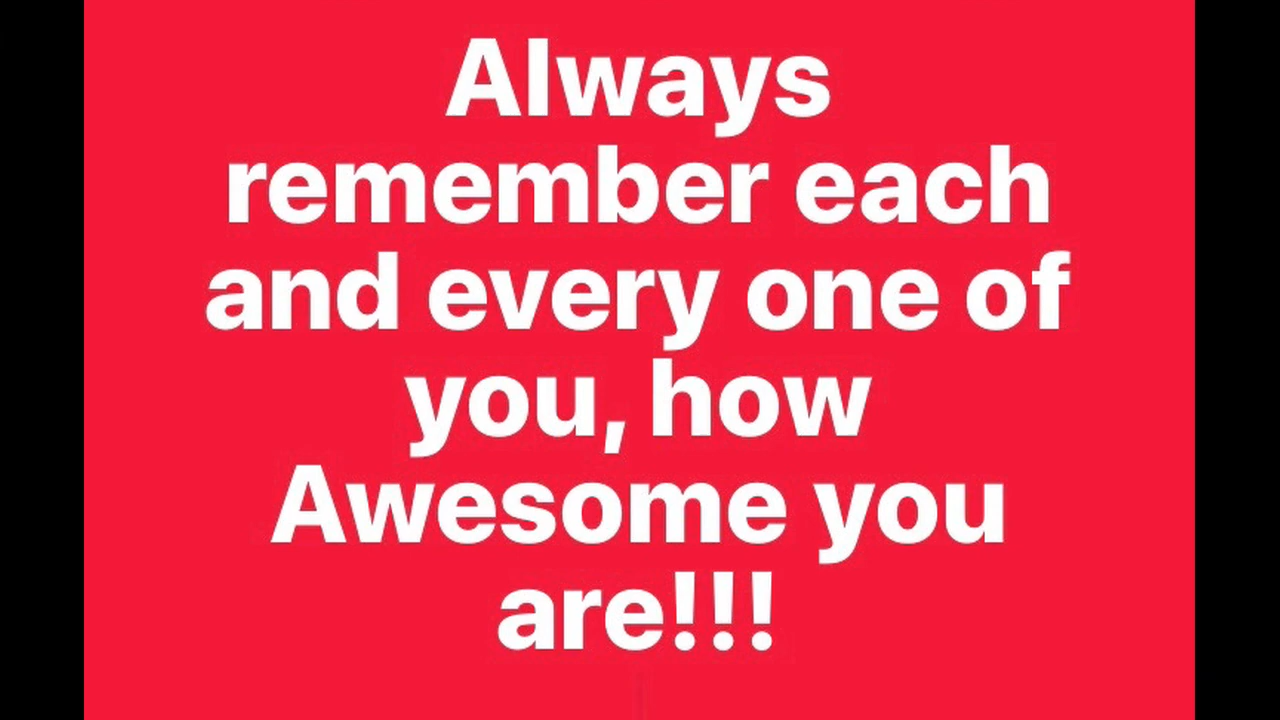 Always
remember each
and every one of
you, how
Awesome you
are!!!